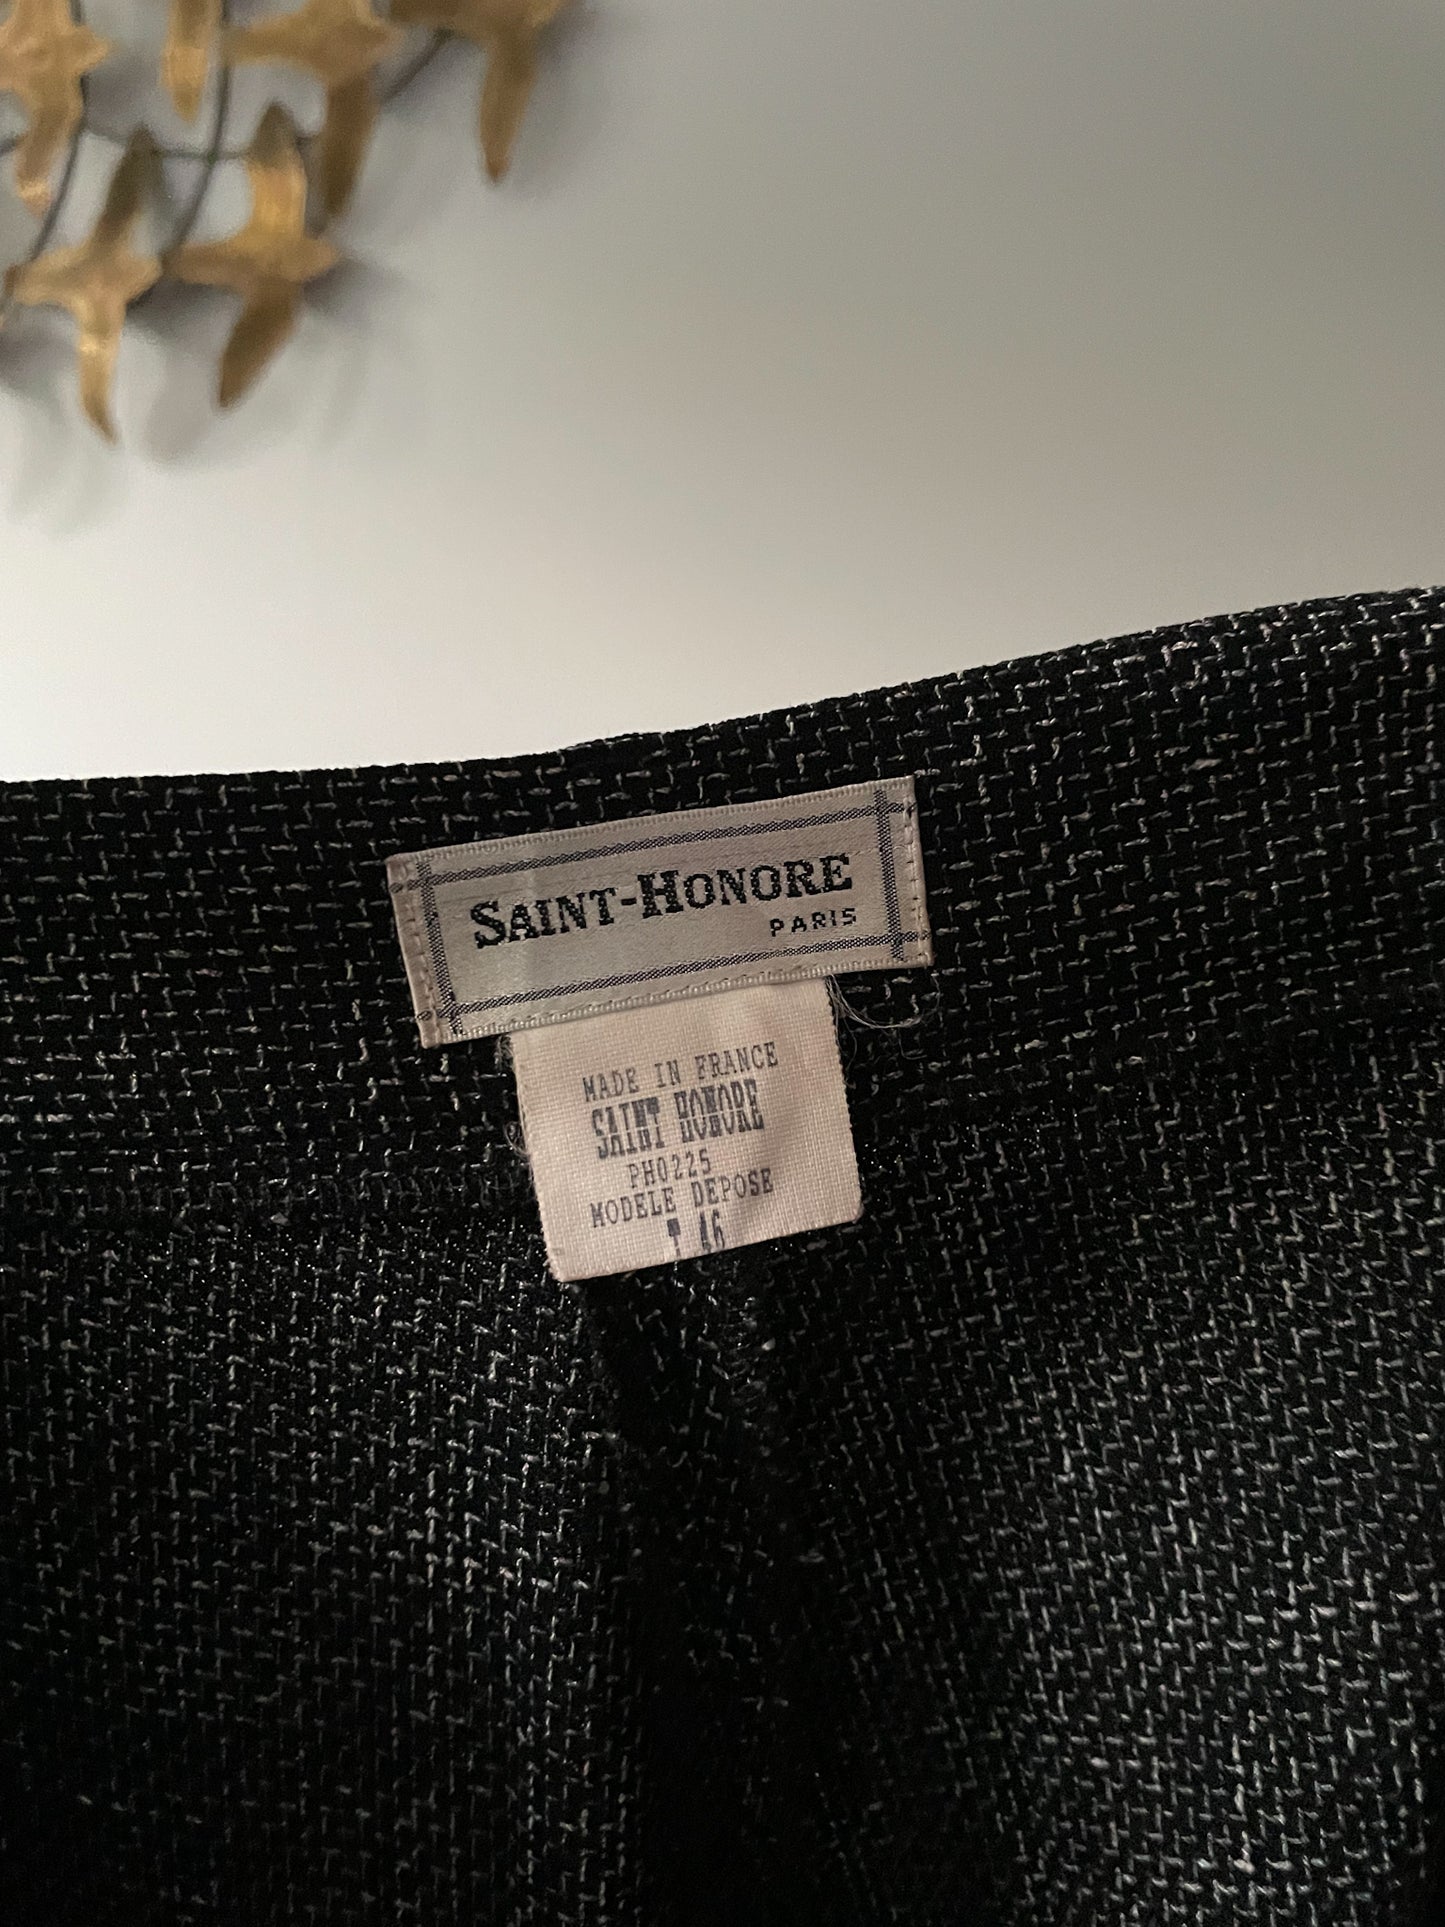 SAINT-HONORE
PARIS
MADE IN FRANCE
SAINT HONORE
PH0225
MODELE DEPOSE
T 46